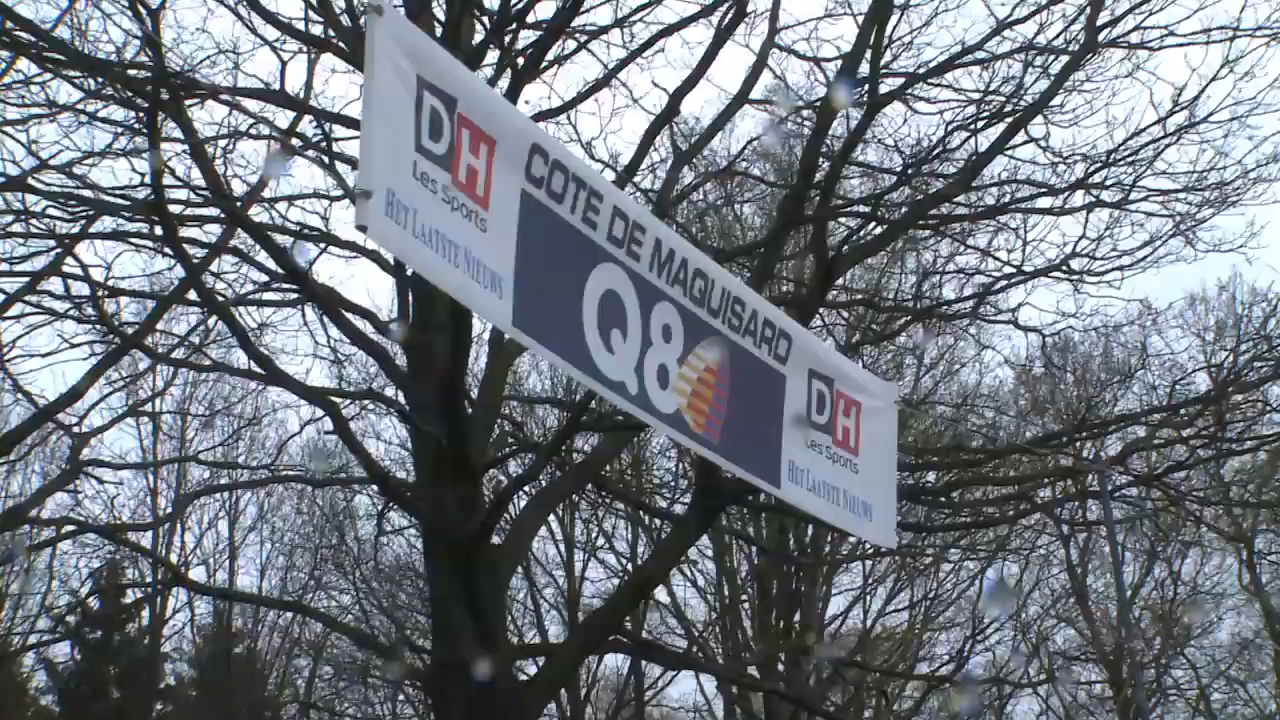 DH
Les Sports
HET LAATSTE NIEUWS
COTE DE MAQUISARD
Q8
DH
Les Sports
HET LAATSTE NIEUWS